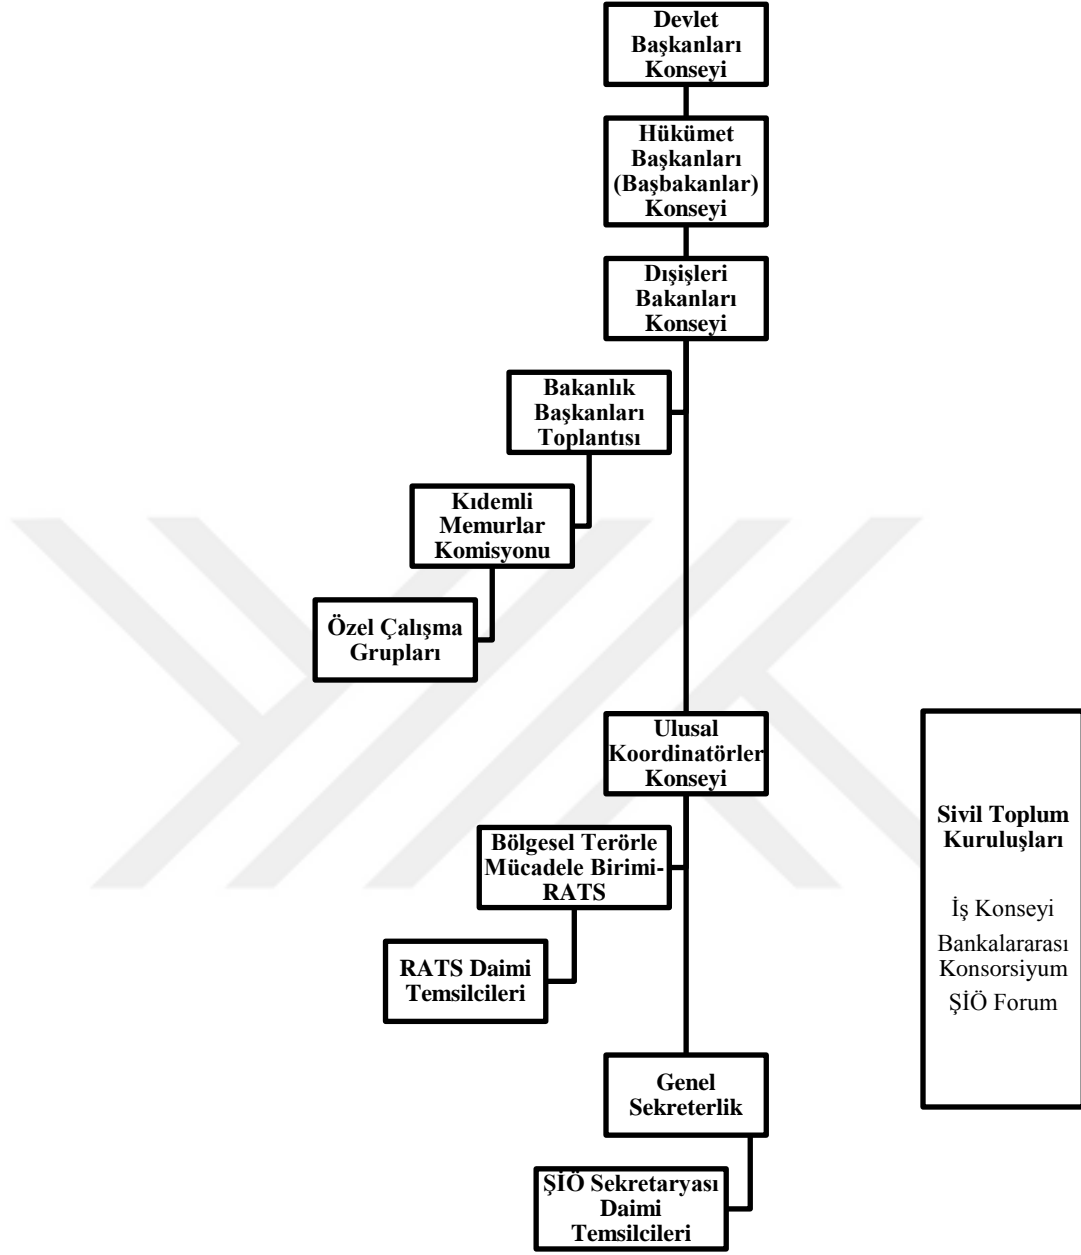 Devlet
Başkanları
Konseyi
Hükümet
Başkanları
(Başbakanlar)
Konseyi
Dışişleri
Bakanları
Konseyi
Bakanlık
Başkanları
Toplantısı
Kıdemli
Memurlar
Komisyonu
Özel Çalışma
Grupları
Ulusal
Koordinatörler
Konseyi
Bölgesel Terörle
Mücadele Birimi-
RATS
RATS Daimi
Temsilcileri
Genel
Sekreterlik
ŞİÖ Sekretaryası
Daimi
Temsilcileri
Sivil Toplum
Kuruluşları
İş Konseyi
Bankalararası
Konsorsiyum
ŞİÖ Forum